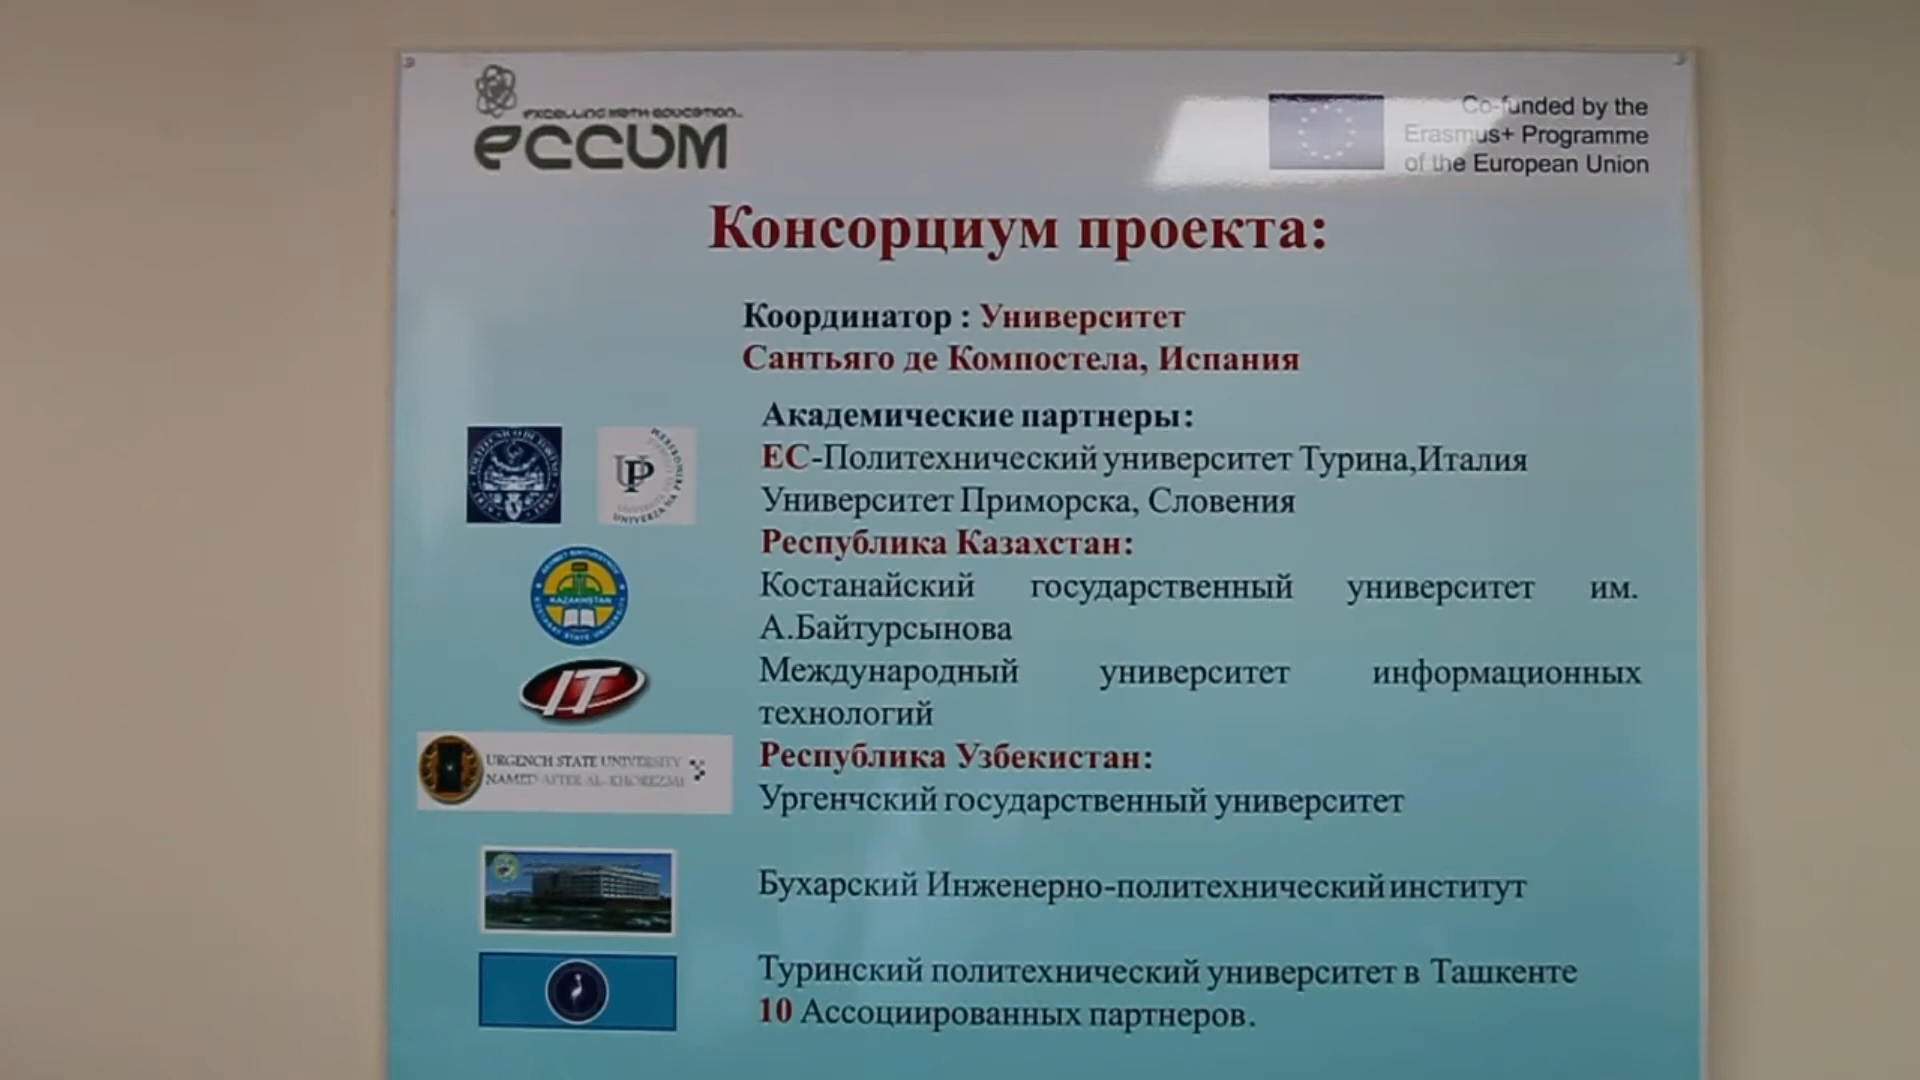 EXCELLING MATH EDUCATION...
eCCUM
Co-funded by the
Erasmus+ Programme
of the European Union
Консорциум проекта:
Координатор : Университет
Сантьяго де Компостела, Испания
Академические партнеры:
ЕС-Политехнический университет Турина,Италия
Университет Приморска, Словения
UP
Республика Казахстан:
Костанайский государственный университет им.
А.Байтурсынова
KAZAKHSTAN
Международный университет информационных
технологий
IT
Республика Узбекистан:
URGENCH STATE UNIVERSITY
NAMED AFTER AL-KHOREZMI
Ургенчский государственный университет
Бухарский Инженерно-политехнический институт
Туринский политехнический университет в Ташкенте
10 Ассоциированных партнеров.